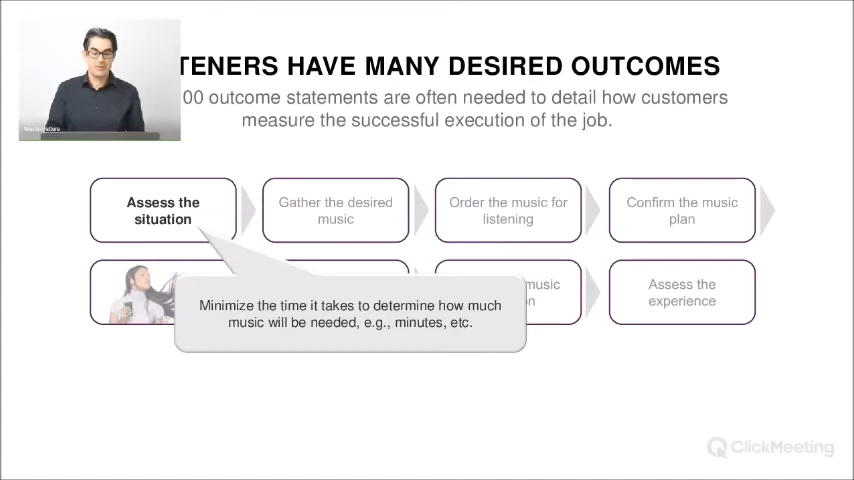 TENERS HAVE MANY DESIRED OUTCOMES
00 outcome statements are often needed to detail how customers
measure the successful execution of the job.
Assess the
situation
Gather the desired
music
Order the music for
listening
Confirm the music
plan
music
on
Assess the
experience
Minimize the time it takes to determine how much
music will be needed, e.g., minutes, etc.
ClickMeeting